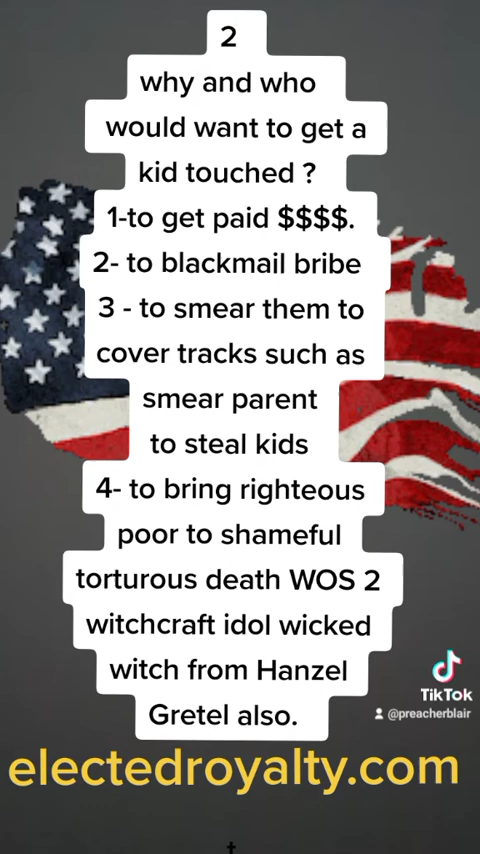 2
why and who
would want to get a
kid touched ?
1-to get paid $$$$.
2- to blackmail bribe
3 - to smear them to
cover tracks such as
smear parent
to steal kids
4- to bring righteous
poor to shameful
torturous death WOS 2
witchcraft idol wicked
witch from Hanzel
Gretel also.
TikTok
@preacherblair
electedroyalty.com
t